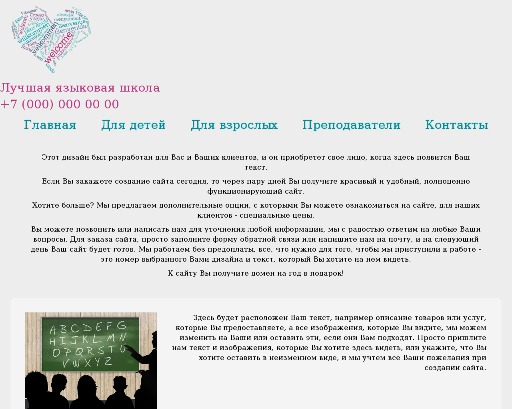 welcome
Лучшая языковая школа
+7 (000) 000 00 00
Главная Для детей Для взрослых Преподаватели Контакты
Этот дизайн был разработан для Вас и Ваших клиентов, и он приобретет свое лицо, когда здесь появится Ваш
текст.
Если Вы закажете создание сайта сегодня, то через пару дней Вы получите красивый и удобный, полноценно
функционирующий сайт.
Хотите больше? Мы предлагаем дополнительные опции, с которыми Вы можете ознакомиться на сайте, для наших
клиентов - специальные цены.
Вы можете позвонить или написать нам для уточнения любой информации, мы с радостью ответим на любые Ваши
вопросы. Для заказа сайта, просто заполните форму обратной связи или напишите нам на почту, и на следующий
день Ваш сайт будет готов. Мы работаем без предоплаты, все, что нужно для того, чтобы мы приступили к работе -
это номер выбранного Вами дизайна и текст, который Вы хотите на нем видеть.
К сайту Вы получите домен на год в подарок!
A B C D E F G
H I J K L M N
O P Q R S T U
V W X Y Z
Здесь будет расположен Ваш текст, например описание товаров или услуг,
которые Вы предоставляете, а все изображения, которые Вы видите, мы можем
изменить на Ваши или оставить эти, если они Вам подходят. Просто пришлите
нам текст и изображения, которые Вы хотите здесь видеть, или укажите, что Вы
хотите оставить в неизменном виде, и мы учтем все Ваши пожелания при
создании сайта.